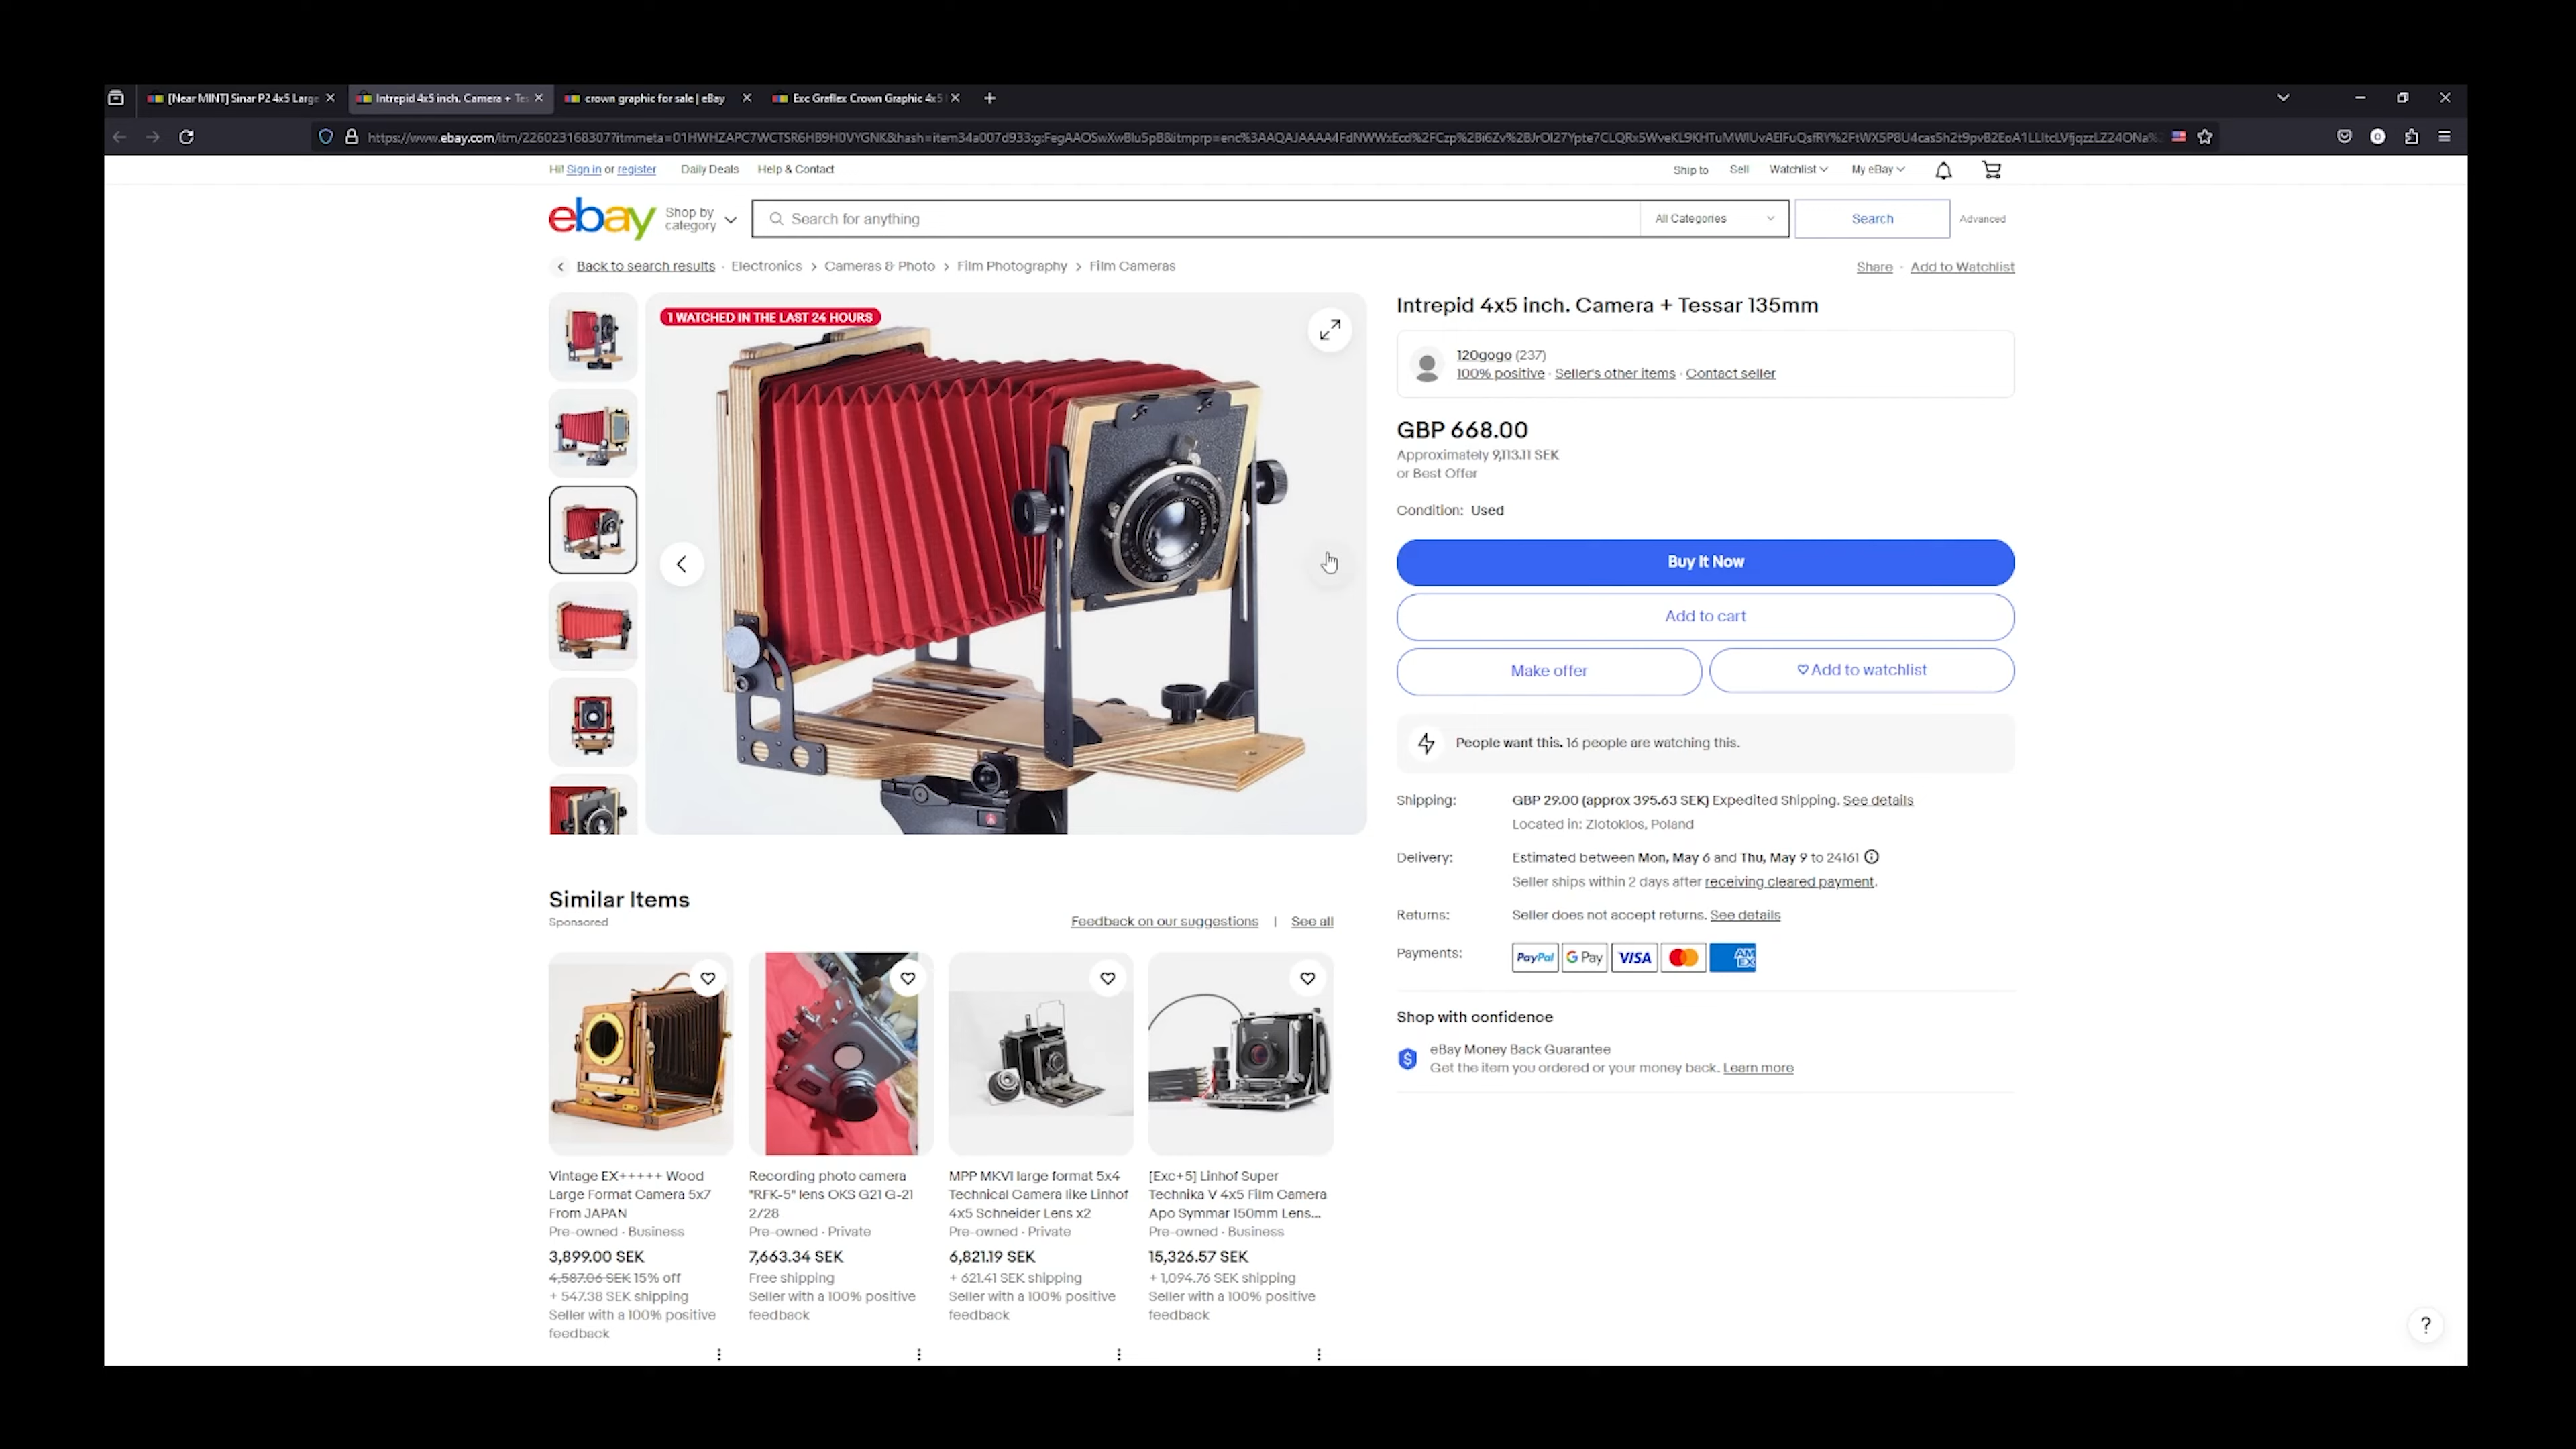 [Near MINT] Sinar P2 4x5 Large
Intrepid 4x5 inch. Camera + Tes
crown graphic for sale | eBay
Exc Graflex Crown Graphic 4x5
Hi! Sign in or register
Daily Deals
Help & Contact
Ship to
Sell
Watchlist
My eBay
ebay
Shop by
category
Search for anything
All Categories
Search
Advanced
Back to search results
Electronics
Cameras & Photo
Film Photography
Film Cameras
Share
Add to Watchlist
1 WATCHED IN THE LAST 24 HOURS
Intrepid 4x5 inch. Camera + Tessar 135mm
120gogo (237)
100% positive · Seller's other items · Contact seller
GBP 668.00
Approximately 9,113.11 SEK
or Best Offer
Condition: Used
Buy It Now
Add to cart
Make offer
Add to watchlist
People want this. 16 people are watching this.
Shipping: GBP 29.00 (approx 395.63 SEK) Expedited Shipping. See details
Located in: Zlotoklos, Poland
Delivery: Estimated between Mon, May 6 and Thu, May 9 to 24161
Seller ships within 2 days after receiving cleared payment.
Returns: Seller does not accept returns. See details
Payments: PayPal G Pay VISA AM EX
Shop with confidence
eBay Money Back Guarantee
Get the item you ordered or your money back. Learn more
Similar Items
Sponsored
Feedback on our suggestions | See all
Vintage EX+++++ Wood
Large Format Camera 5x7
From JAPAN
Pre-owned · Business
3,899.00 SEK
4,587.06 SEK 15% off
+ 547.38 SEK shipping
Seller with a 100% positive
feedback
Recording photo camera
"RFK-5" lens OKS G21 G-21
2/28
Pre-owned · Private
7,663.34 SEK
Free shipping
Seller with a 100% positive
feedback
MPP MKVI large format 5x4
Technical Camera like Linhof
4x5 Schneider Lens x2
Pre-owned · Private
6,821.19 SEK
+ 621.41 SEK shipping
Seller with a 100% positive
feedback
[Exc+5] Linhof Super
Technika V 4x5 Film Camera
Apo Symmar 150mm Lens...
Pre-owned · Business
15,326.57 SEK
+ 1,094.76 SEK shipping
Seller with a 100% positive
feedback
?